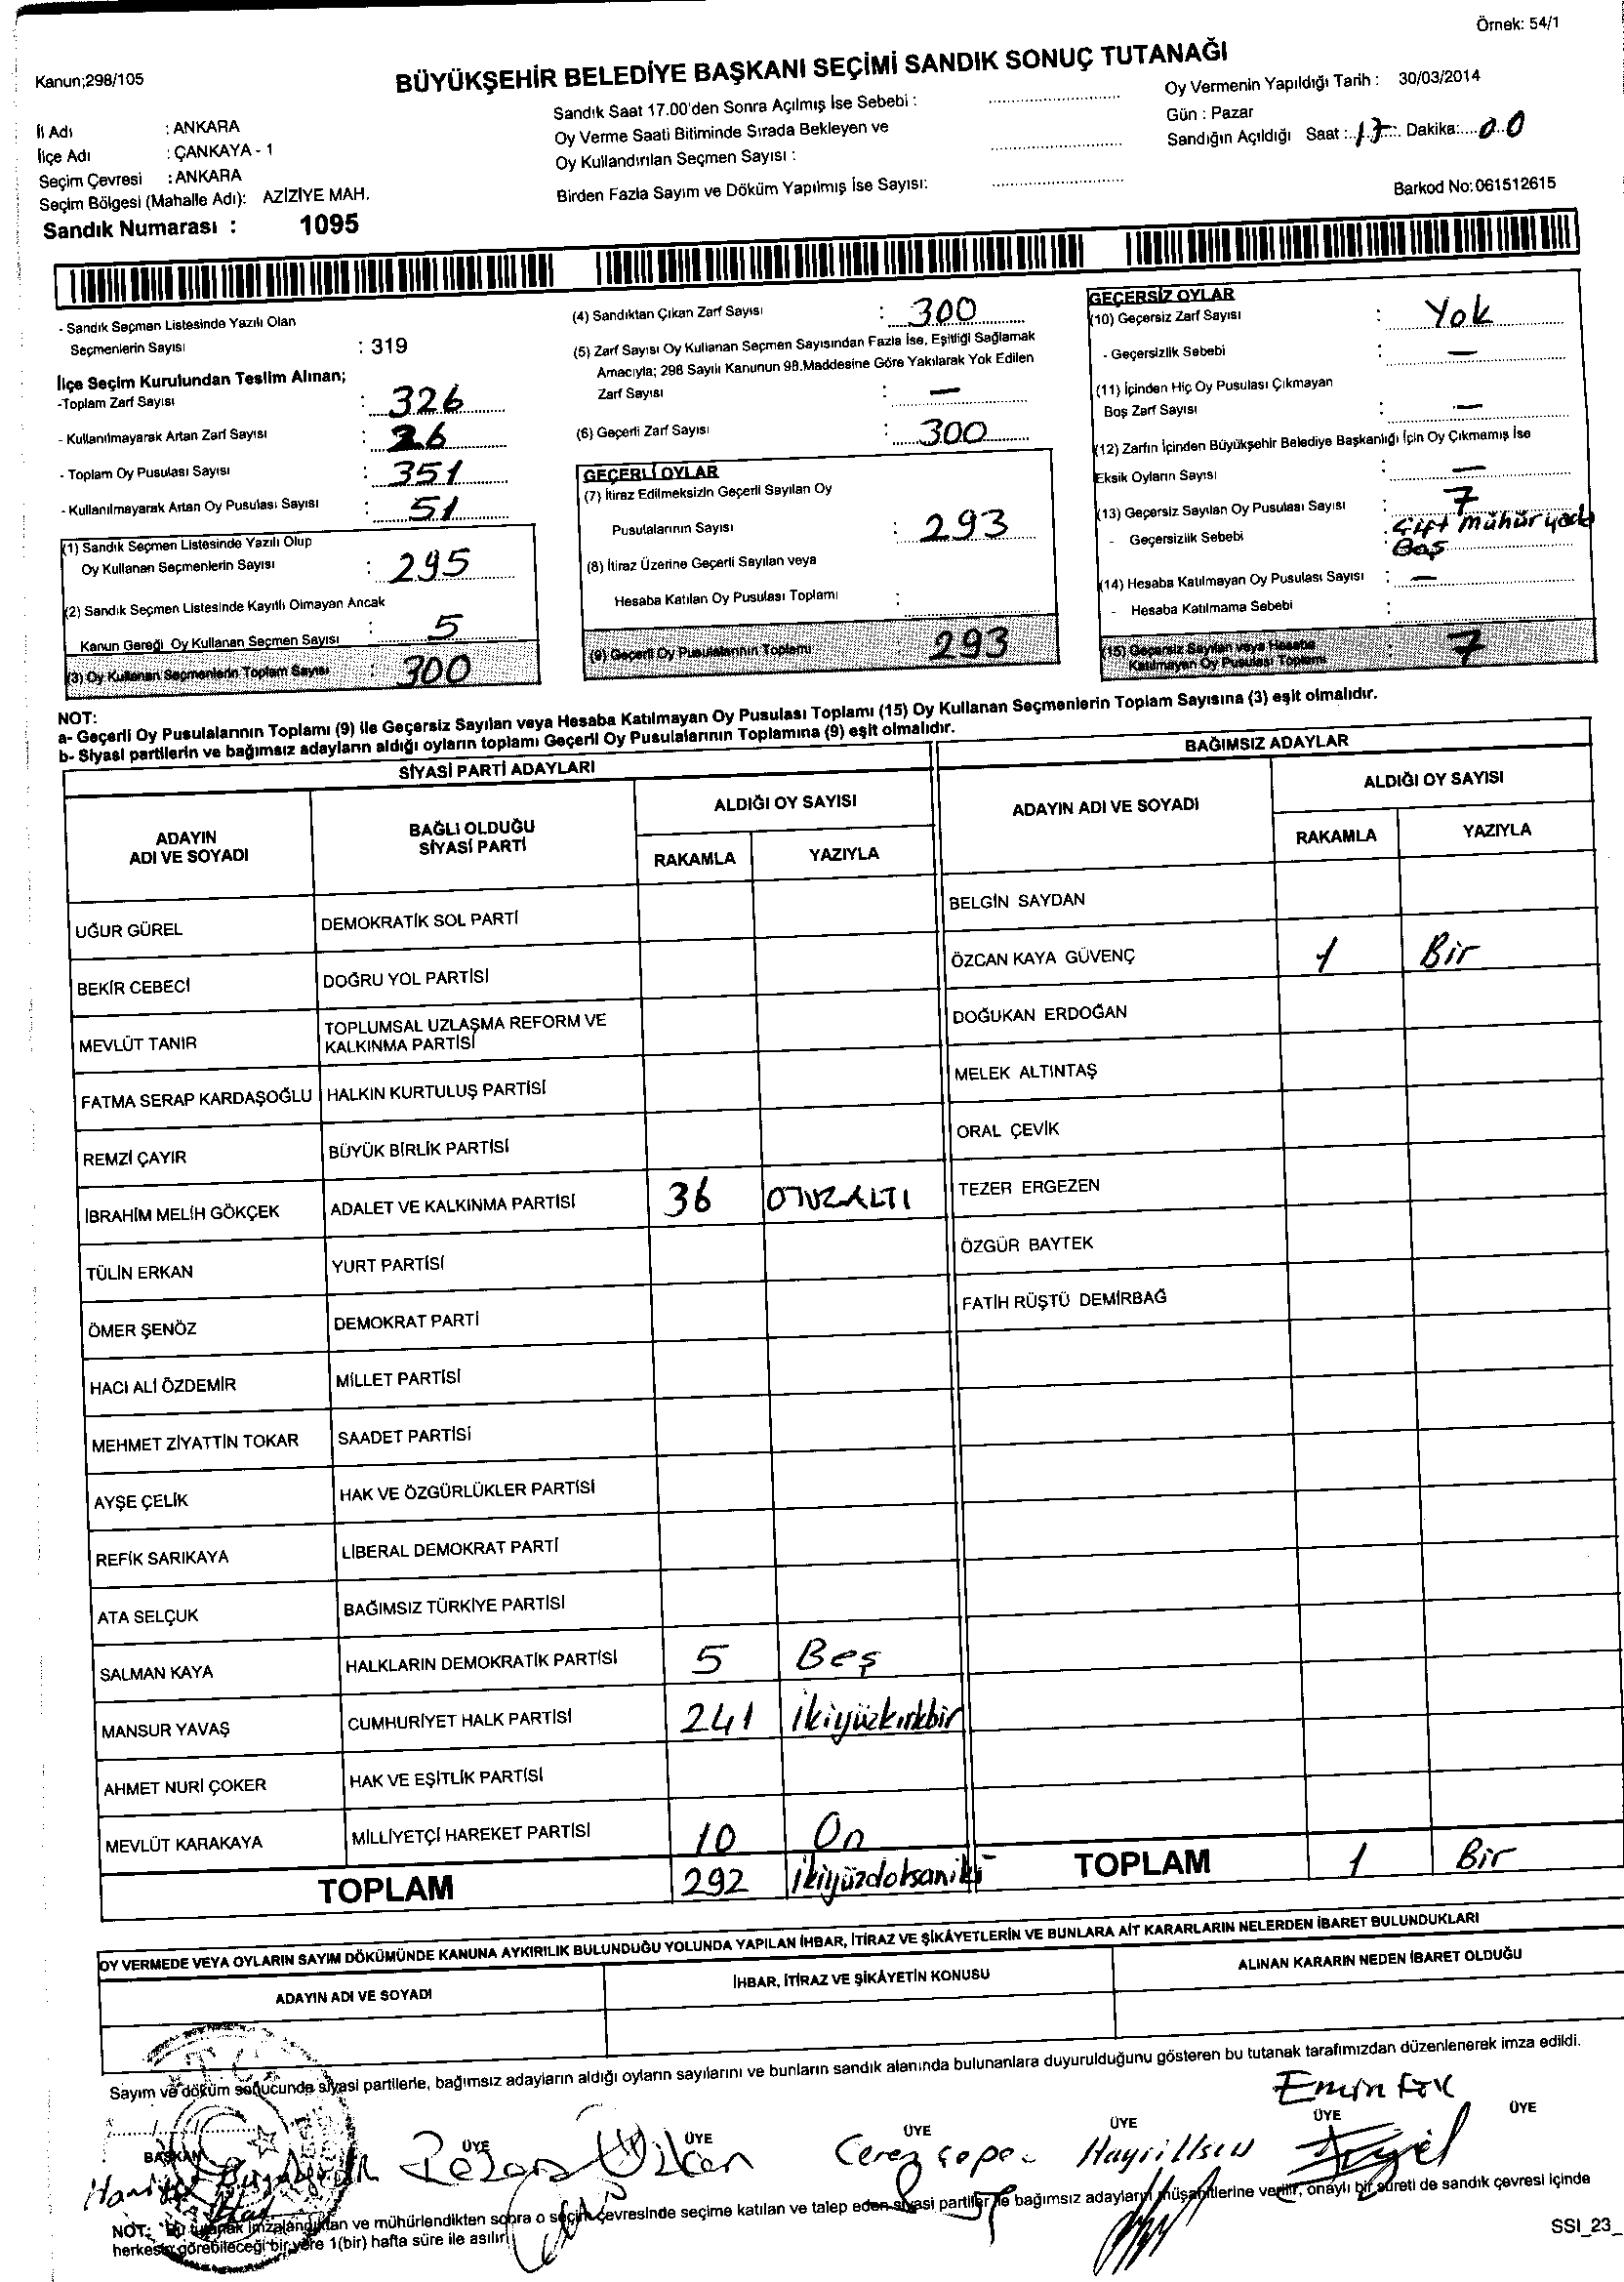 Örnek: 54/1
Kanun;298/105
BÜYÜKŞEHİR BELEDİYE BAŞKANI SEÇİMİ SANDIK SONUÇ TUTANAĞI
İl Adı : ANKARA
İlçe Adı : ÇANKAYA - 1
Seçim Çevresi : ANKARA
Seçim Bölgesi (Mahalle Adı): AZİZİYE MAH.
Sandık Numarası : 1095
Sandık Saat 17.00'den Sonra Açılmış İse Sebebi :
Oy Verme Saati Bitiminde Sırada Bekleyen ve
Oy Kullandırılan Seçmen Sayısı :
Birden Fazla Sayım ve Döküm Yapılmış İse Sayısı:
Oy Vermenin Yapıldığı Tarih : 30/03/2014
Gün : Pazar
Sandığın Açıldığı Saat : 17 Dakika: 00
Barkod No:061512615
- Sandık Seçmen Listesinde Yazılı Olan
Seçmenlerin Sayısı : 319
İlçe Seçim Kurulundan Teslim Alınan;
-Toplam Zarf Sayısı : 326
- Kullanılmayarak Artan Zarf Sayısı : 26
- Toplam Oy Pusulası Sayısı : 351
- Kullanılmayarak Artan Oy Pusulası Sayısı : 51
(1) Sandık Seçmen Listesinde Yazılı Olup
Oy Kullanan Seçmenlerin Sayısı : 295
(2) Sandık Seçmen Listesinde Kayıtlı Olmayan Ancak
Kanun Gereği Oy Kullanan Seçmen Sayısı : 5
(3) Oy Kullanan Seçmenlerin Toplam Sayısı : 300
(4) Sandıktan Çıkan Zarf Sayısı : 300
(5) Zarf Sayısı Oy Kullanan Seçmen Sayısından Fazla İse, Eşitliği Sağlamak
Amacıyla; 298 Sayılı Kanunun 98.Maddesine Göre Yakılarak Yok Edilen
Zarf Sayısı : —
(6) Geçerli Zarf Sayısı : 300
GEÇERLİ OYLAR
(7) İtiraz Edilmeksizin Geçerli Sayılan Oy
Pusulalarının Sayısı : 293
(8) İtiraz Üzerine Geçerli Sayılan veya
Hesaba Katılan Oy Pusulası Toplamı :
(9) Geçerli Oy Pusulalarının Toplamı : 293
GEÇERSİZ OYLAR
(10) Geçersiz Zarf Sayısı : Yok
- Geçersizlik Sebebi : —
(11) İçinden Hiç Oy Pusulası Çıkmayan
Boş Zarf Sayısı : —
(12) Zarfın İçinden Büyükşehir Belediye Başkanlığı İçin Oy Çıkmamış İse
Eksik Oyların Sayısı : —
(13) Geçersiz Sayılan Oy Pusulası Sayısı : 7
- Geçersizlik Sebebi : Çift mühür yada
Boş
(14) Hesaba Katılmayan Oy Pusulası Sayısı : —
- Hesaba Katılmama Sebebi :
(15) Geçersiz Sayılan veya Hesaba
Katılmayan Oy Pusulası Toplamı : 7
NOT:
a- Geçerli Oy Pusulalarının Toplamı (9) ile Geçersiz Sayılan veya Hesaba Katılmayan Oy Pusulası Toplamı (15) Oy Kullanan Seçmenlerin Toplam Sayısına (3) eşit olmalıdır.
b- Siyasi partilerin ve bağımsız adayların aldığı oyların toplamı Geçerli Oy Pusulalarının Toplamına (9) eşit olmalıdır.
SİYASİ PARTİ ADAYLARI
ADAYIN ADI VE SOYADI BAĞLI OLDUĞU SİYASİ PARTİ ALDIĞI OY SAYISI
RAKAMLA YAZIYLA
UĞUR GÜREL DEMOKRATİK SOL PARTİ
BEKİR CEBECİ DOĞRU YOL PARTİSİ
MEVLÜT TANIR TOPLUMSAL UZLAŞMA REFORM VE KALKINMA PARTİSİ
FATMA SERAP KARDAŞOĞLU HALKIN KURTULUŞ PARTİSİ
REMZİ ÇAYIR BÜYÜK BİRLİK PARTİSİ
İBRAHİM MELİH GÖKÇEK ADALET VE KALKINMA PARTİSİ 36 OTUZALTI
TÜLİN ERKAN YURT PARTİSİ
ÖMER ŞENÖZ DEMOKRAT PARTİ
HACI ALİ ÖZDEMİR MİLLET PARTİSİ
MEHMET ZİYATTİN TOKAR SAADET PARTİSİ
AYŞE ÇELİK HAK VE ÖZGÜRLÜKLER PARTİSİ
REFİK SARIKAYA LİBERAL DEMOKRAT PARTİ
ATA SELÇUK BAĞIMSIZ TÜRKİYE PARTİSİ
SALMAN KAYA HALKLARIN DEMOKRATİK PARTİSİ 5 Beş
MANSUR YAVAŞ CUMHURİYET HALK PARTİSİ 241 İkiyüzkırkbir
AHMET NURİ ÇOKER HAK VE EŞİTLİK PARTİSİ
MEVLÜT KARAKAYA MİLLİYETÇİ HAREKET PARTİSİ 10 On
TOPLAM 292 İkiyüzdoksaniki
BAĞIMSIZ ADAYLAR
ADAYIN ADI VE SOYADI ALDIĞI OY SAYISI
RAKAMLA YAZIYLA
BELGİN SAYDAN
ÖZCAN KAYA GÜVENÇ 1 Bir
DOĞUKAN ERDOĞAN
MELEK ALTINTAŞ
ORAL ÇEVİK
TEZER ERGEZEN
ÖZGÜR BAYTEK
FATİH RÜŞTÜ DEMİRBAĞ
TOPLAM 1 Bir
OY VERMEDE VEYA OYLARIN SAYIM DÖKÜMÜNDE KANUNA AYKIRILIK BULUNDUĞU YOLUNDA YAPILAN İHBAR, İTİRAZ VE ŞİKÂYETLERİN VE BUNLARA AİT KARARLARIN NELERDEN İBARET BULUNDUKLARI
ADAYIN ADI VE SOYADI İHBAR, İTİRAZ VE ŞİKÂYETİN KONUSU ALINAN KARARIN NEDEN İBARET OLDUĞU
Sayım ve döküm sonucunda siyasi partilerle, bağımsız adayların aldığı oyların sayılarını ve bunların sandık alanında bulunanlara duyurulduğunu gösteren bu tutanak tarafımızdan düzenlenerek imza edildi.
T.C.
Emin
BAŞKAN ÜYE ÜYE ÜYE ÜYE ÜYE ÜYE
NOT: Bu tutanak imzalandıktan ve mühürlendikten sonra o seçim çevresinde seçime katılan ve talep eden siyasi partiler ile bağımsız adayların müşahitlerine verilir, onaylı bir sureti de sandık çevresi içinde
herkesin görebileceği bir yere 1(bir) hafta süre ile asılır.
SSI_23_